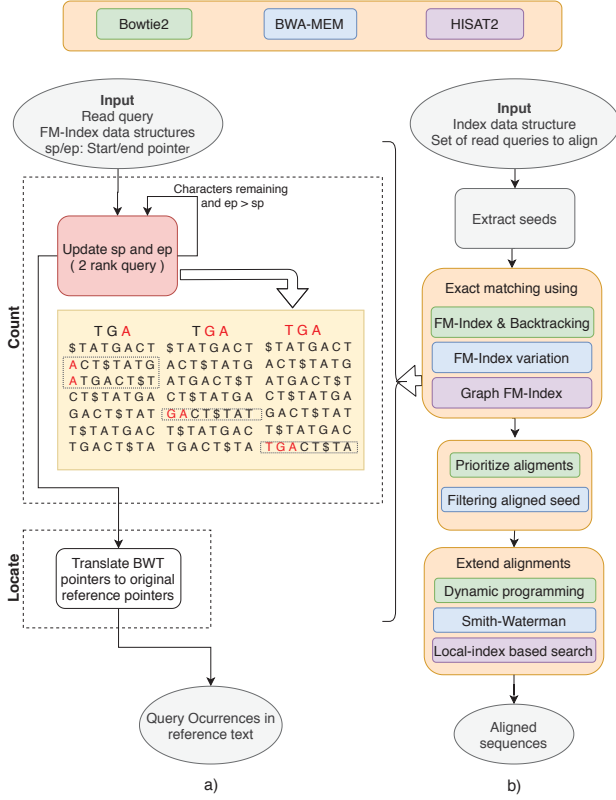 Bowtie2
BWA-MEM
HISAT2
Input
Read query
FM-Index data structures
sp/ep: Start/end pointer
Characters remaining
and ep > sp
Update sp and ep
( 2 rank query )
Count
TGA TGA TGA
$TATGACT $TATGACT $TATGACT
ACT$TATG ACT$TATG ACT$TATG
ATGACT$T ATGACT$T ATGACT$T
CT$TATGA CT$TATGA CT$TATGA
GACT$TAT GACT$TAT GACT$TAT
T$TATGAC T$TATGAC T$TATGAC
TGACT$TA TGACT$TA TGACT$TA
Locate
Translate BWT
pointers to original
reference pointers
Query Ocurrences in
reference text
a)
Input
Index data structure
Set of read queries to align
Extract seeds
Exact matching using
FM-Index & Backtracking
FM-Index variation
Graph FM-Index
Prioritize aligments
Filtering aligned seed
Extend alignments
Dynamic programming
Smith-Waterman
Local-index based search
Aligned
sequences
b)